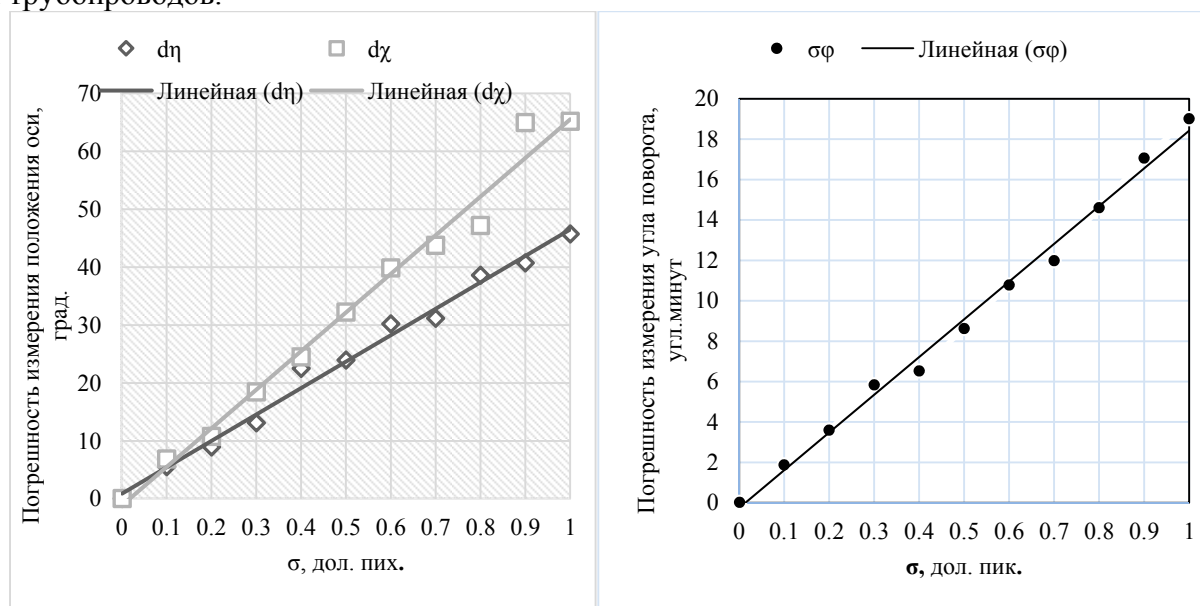 трубопроводов.
dη
dχ
Линейная (dη)
Линейная (dχ)
Погрешность измерения положения оси,
град.
70
60
50
40
30
20
10
0
0 0.1 0.2 0.3 0.4 0.5 0.6 0.7 0.8 0.9 1
σ, дол. пих.
σφ
Линейная (σφ)
Погрешность измерения угла поворота,
угл.минут
20
18
16
14
12
10
8
6
4
2
0
0 0.1 0.2 0.3 0.4 0.5 0.6 0.7 0.8 0.9 1
σ, дол. пик.